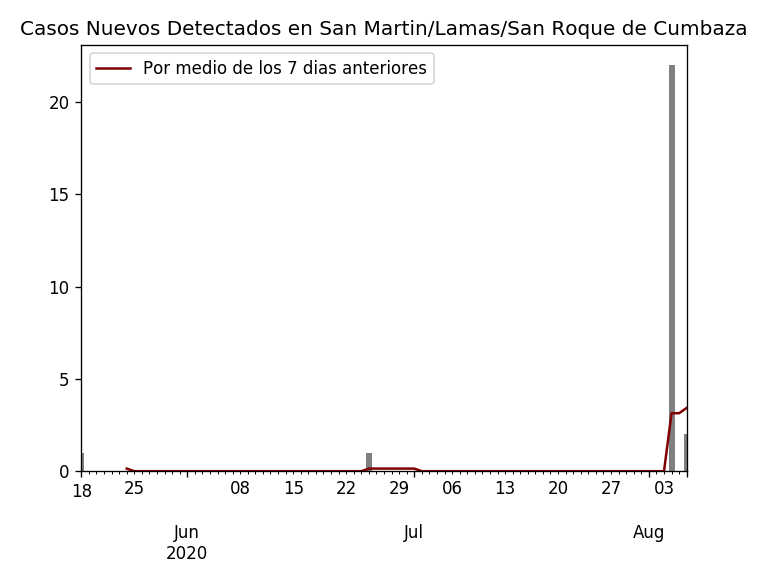 Casos Nuevos Detectados en San Martin/Lamas/San Roque de Cumbaza
Por medio de los 7 dias anteriores
20
15
10
5
0
18 25 08 15 22 29 06 13 20 27 03
Jun Jul Aug
2020